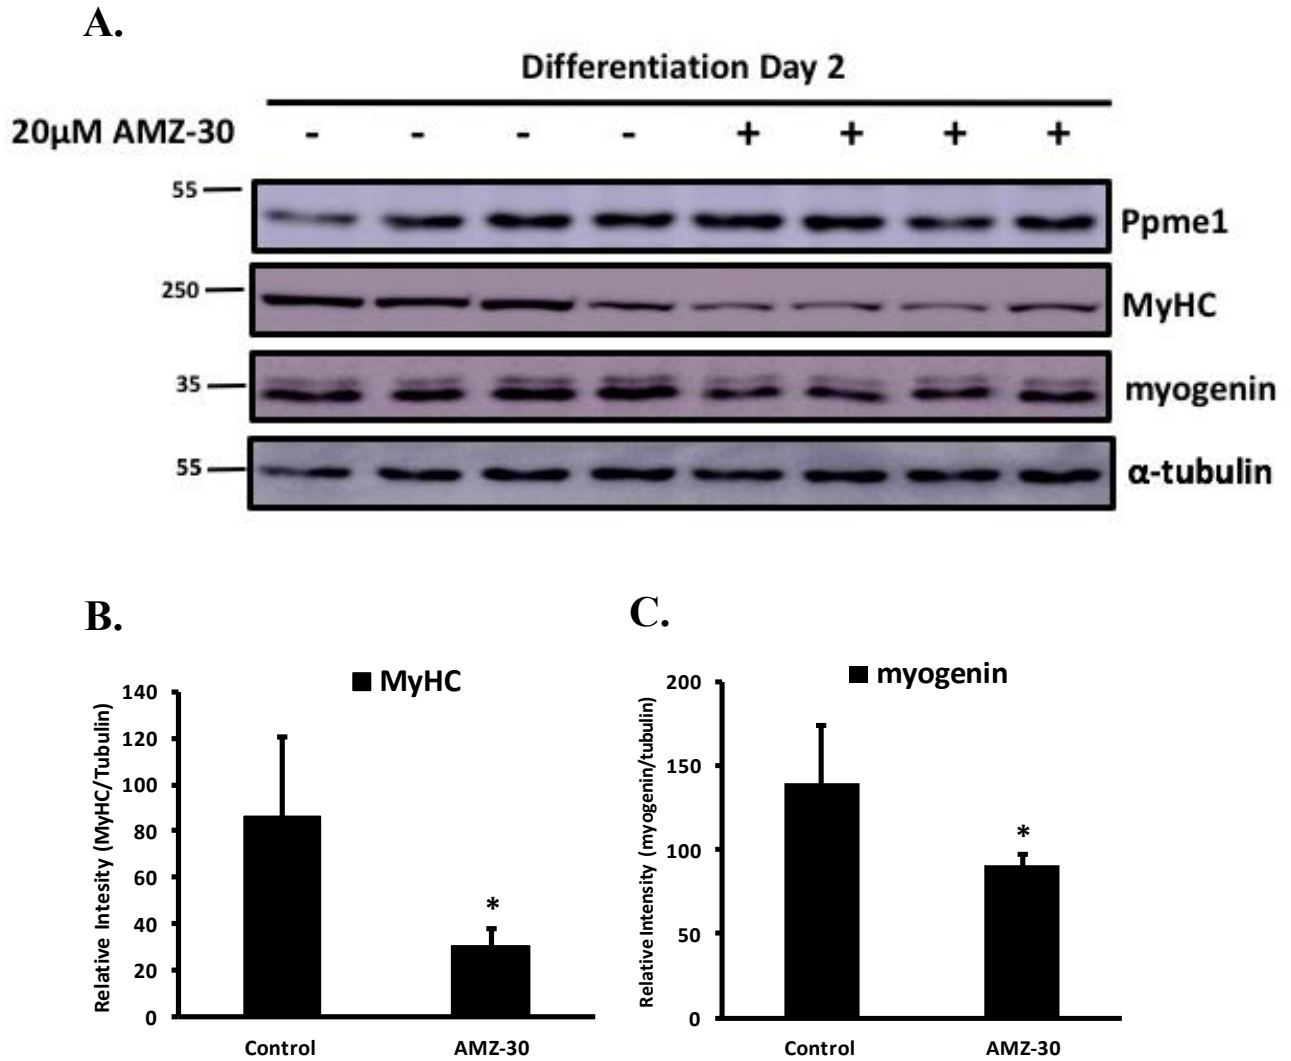 A.
Differentiation Day 2
20µM AMZ-30 - - - - + + + +
55 Ppme1
250 MyHC
35 myogenin
55 α-tubulin
B.
MyHC
Relative Intesity (MyHC/Tubulin)
140
120
100
80
60
40
20
0
*
Control AMZ-30
C.
myogenin
Relative Intensity (myogenin/tubulin)
200
150
100
50
0
*
Control AMZ-30